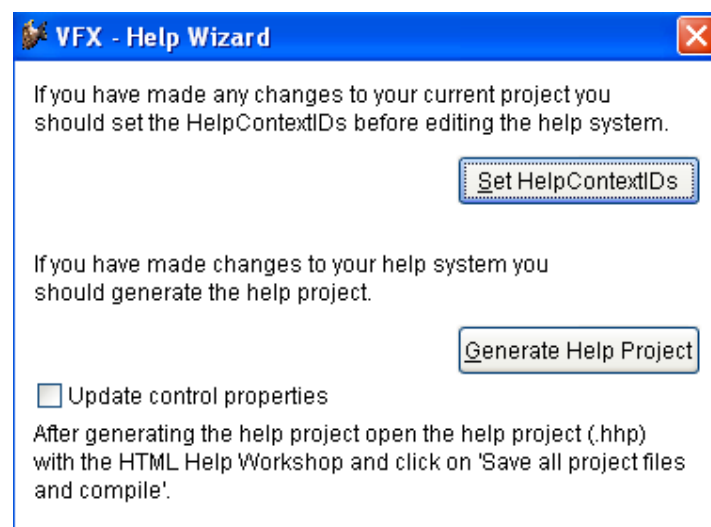 VFX - Help Wizard
If you have made any changes to your current project you
should set the HelpContextIDs before editing the help system.
Set HelpContextIDs
If you have made changes to your help system you
should generate the help project.
Generate Help Project
Update control properties
After generating the help project open the help project (.hhp)
with the HTML Help Workshop and click on 'Save all project files
and compile'.